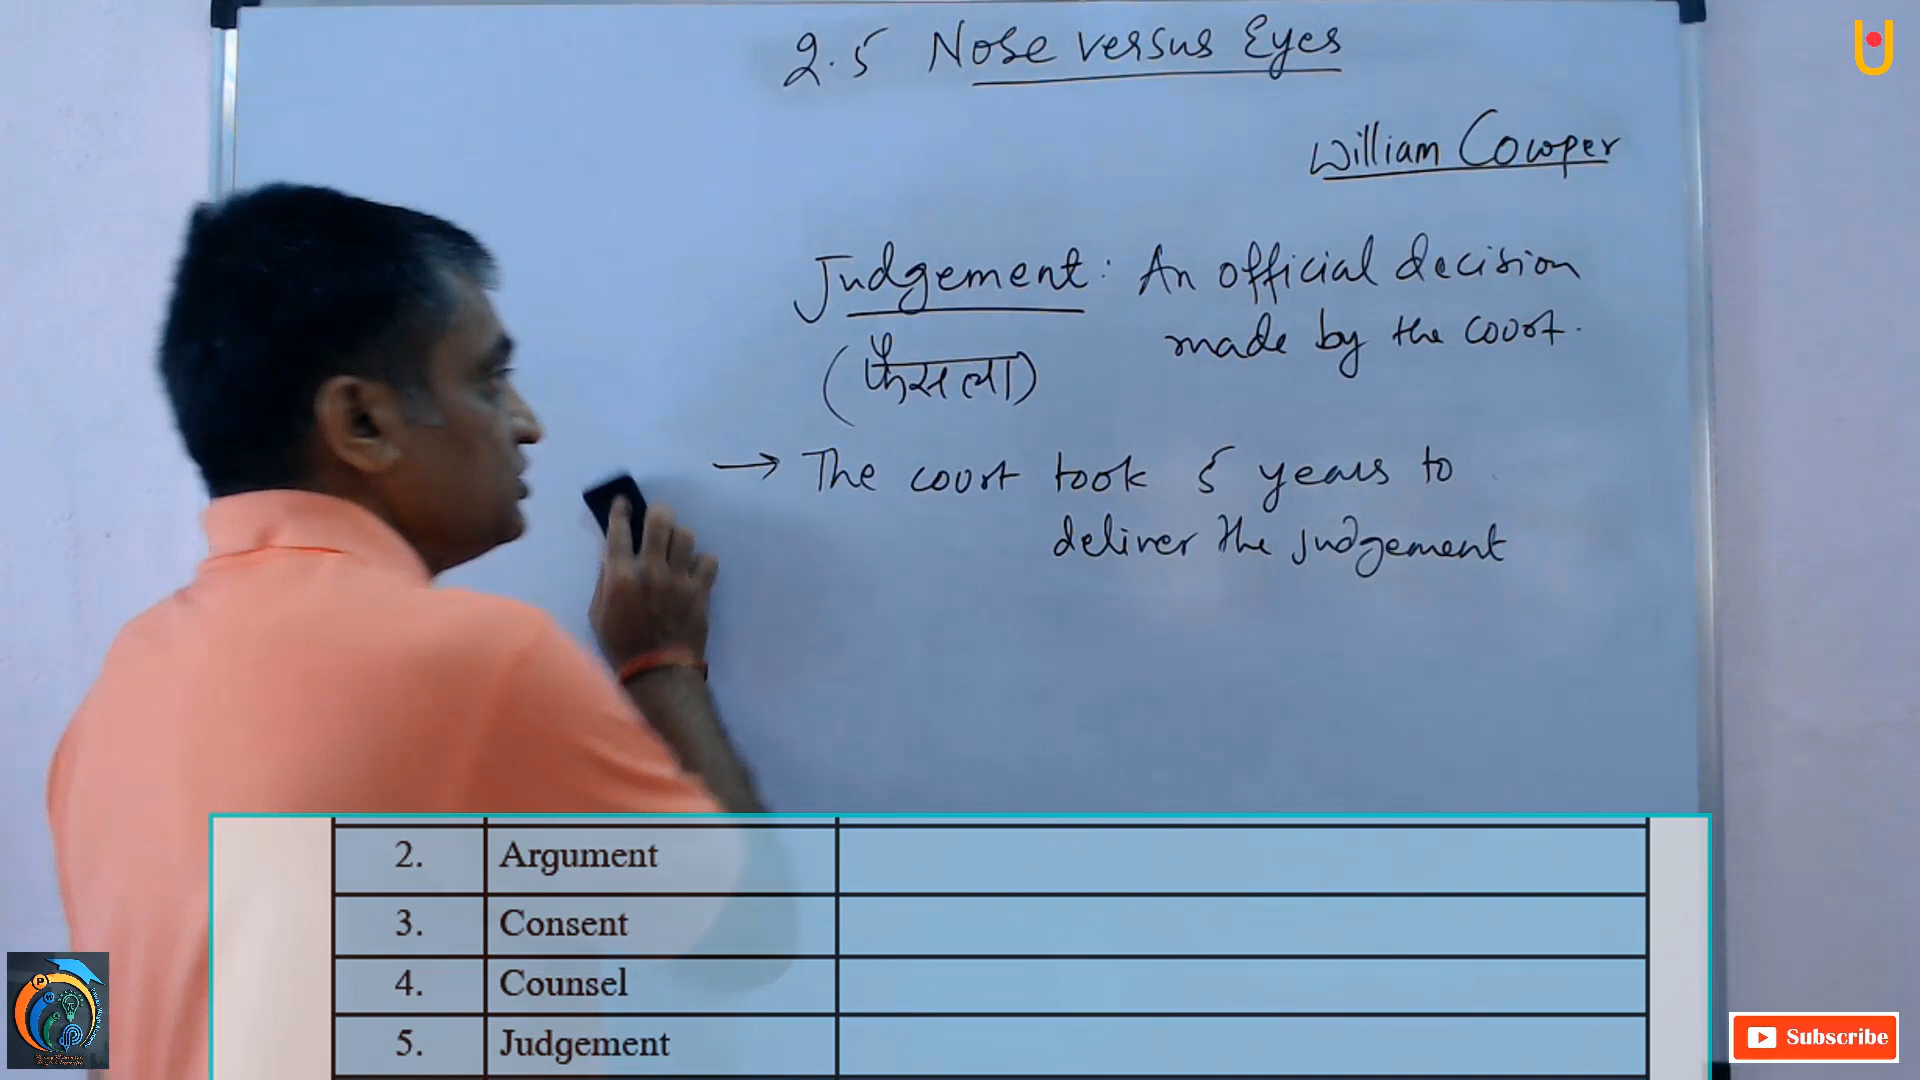 2.5 Nose versus Eyes
William Cowper
Judgement: An official decision
made by the court.
(फैसला)
→ The court took 5 years to
deliver the judgement
2. Argument
3. Consent
4. Counsel
5. Judgement
Subscribe